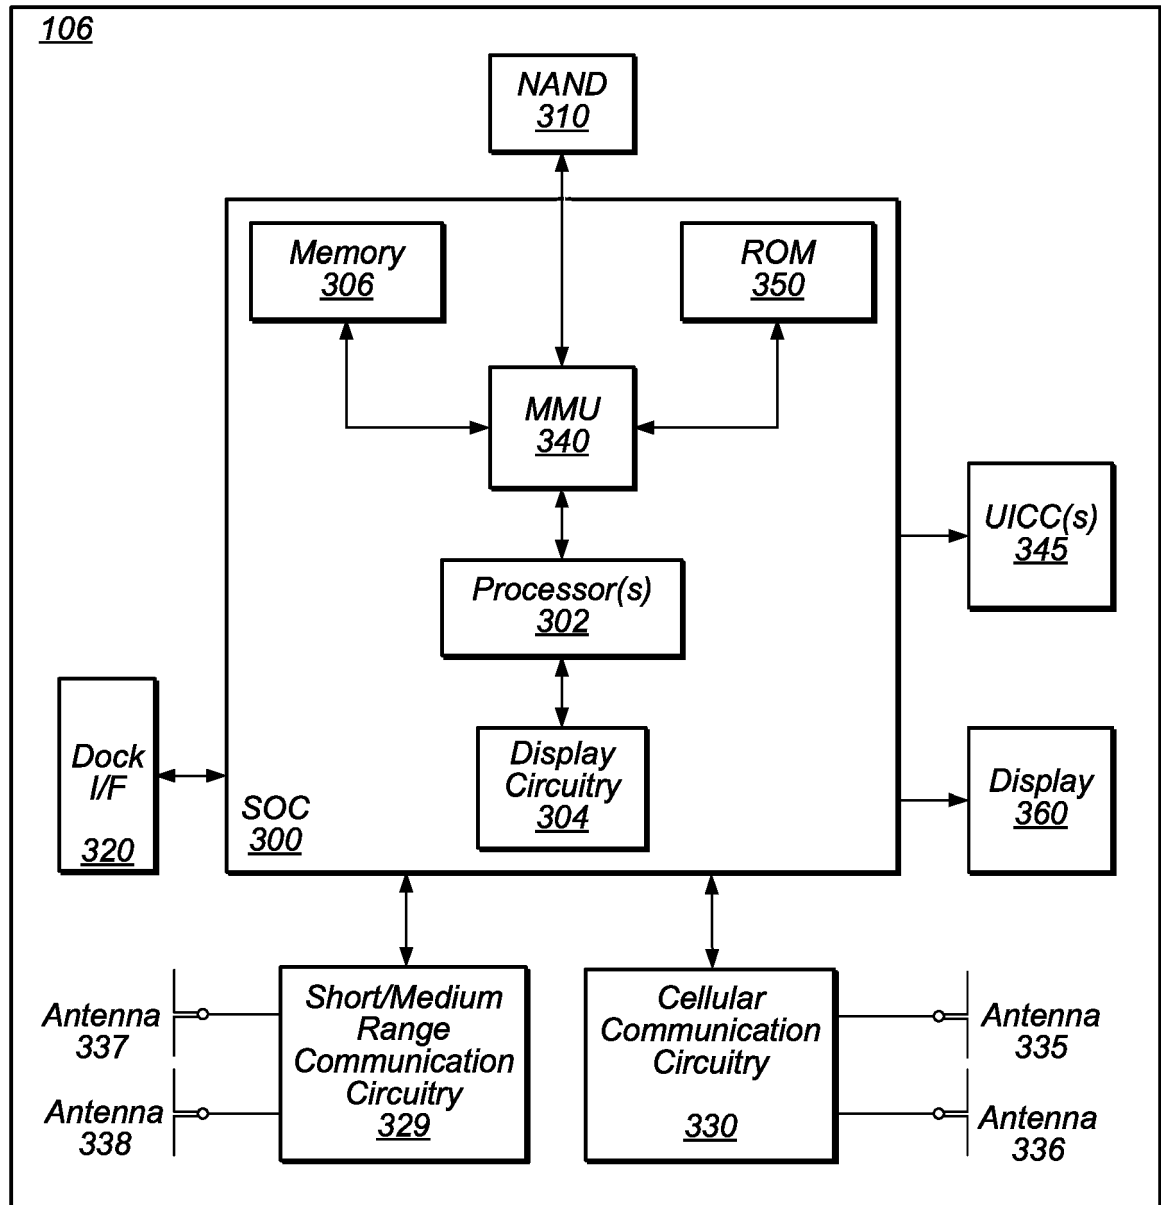 106
NAND
310
Memory
306
ROM
350
MMU
340
UICC(s)
345
Processor(s)
302
Dock
I/F
320
Display
Circuitry
304
SOC
300
Display
360
Short/Medium
Range
Communication
Circuitry
329
Cellular
Communication
Circuitry
330
Antenna
337
Antenna
338
Antenna
335
Antenna
336